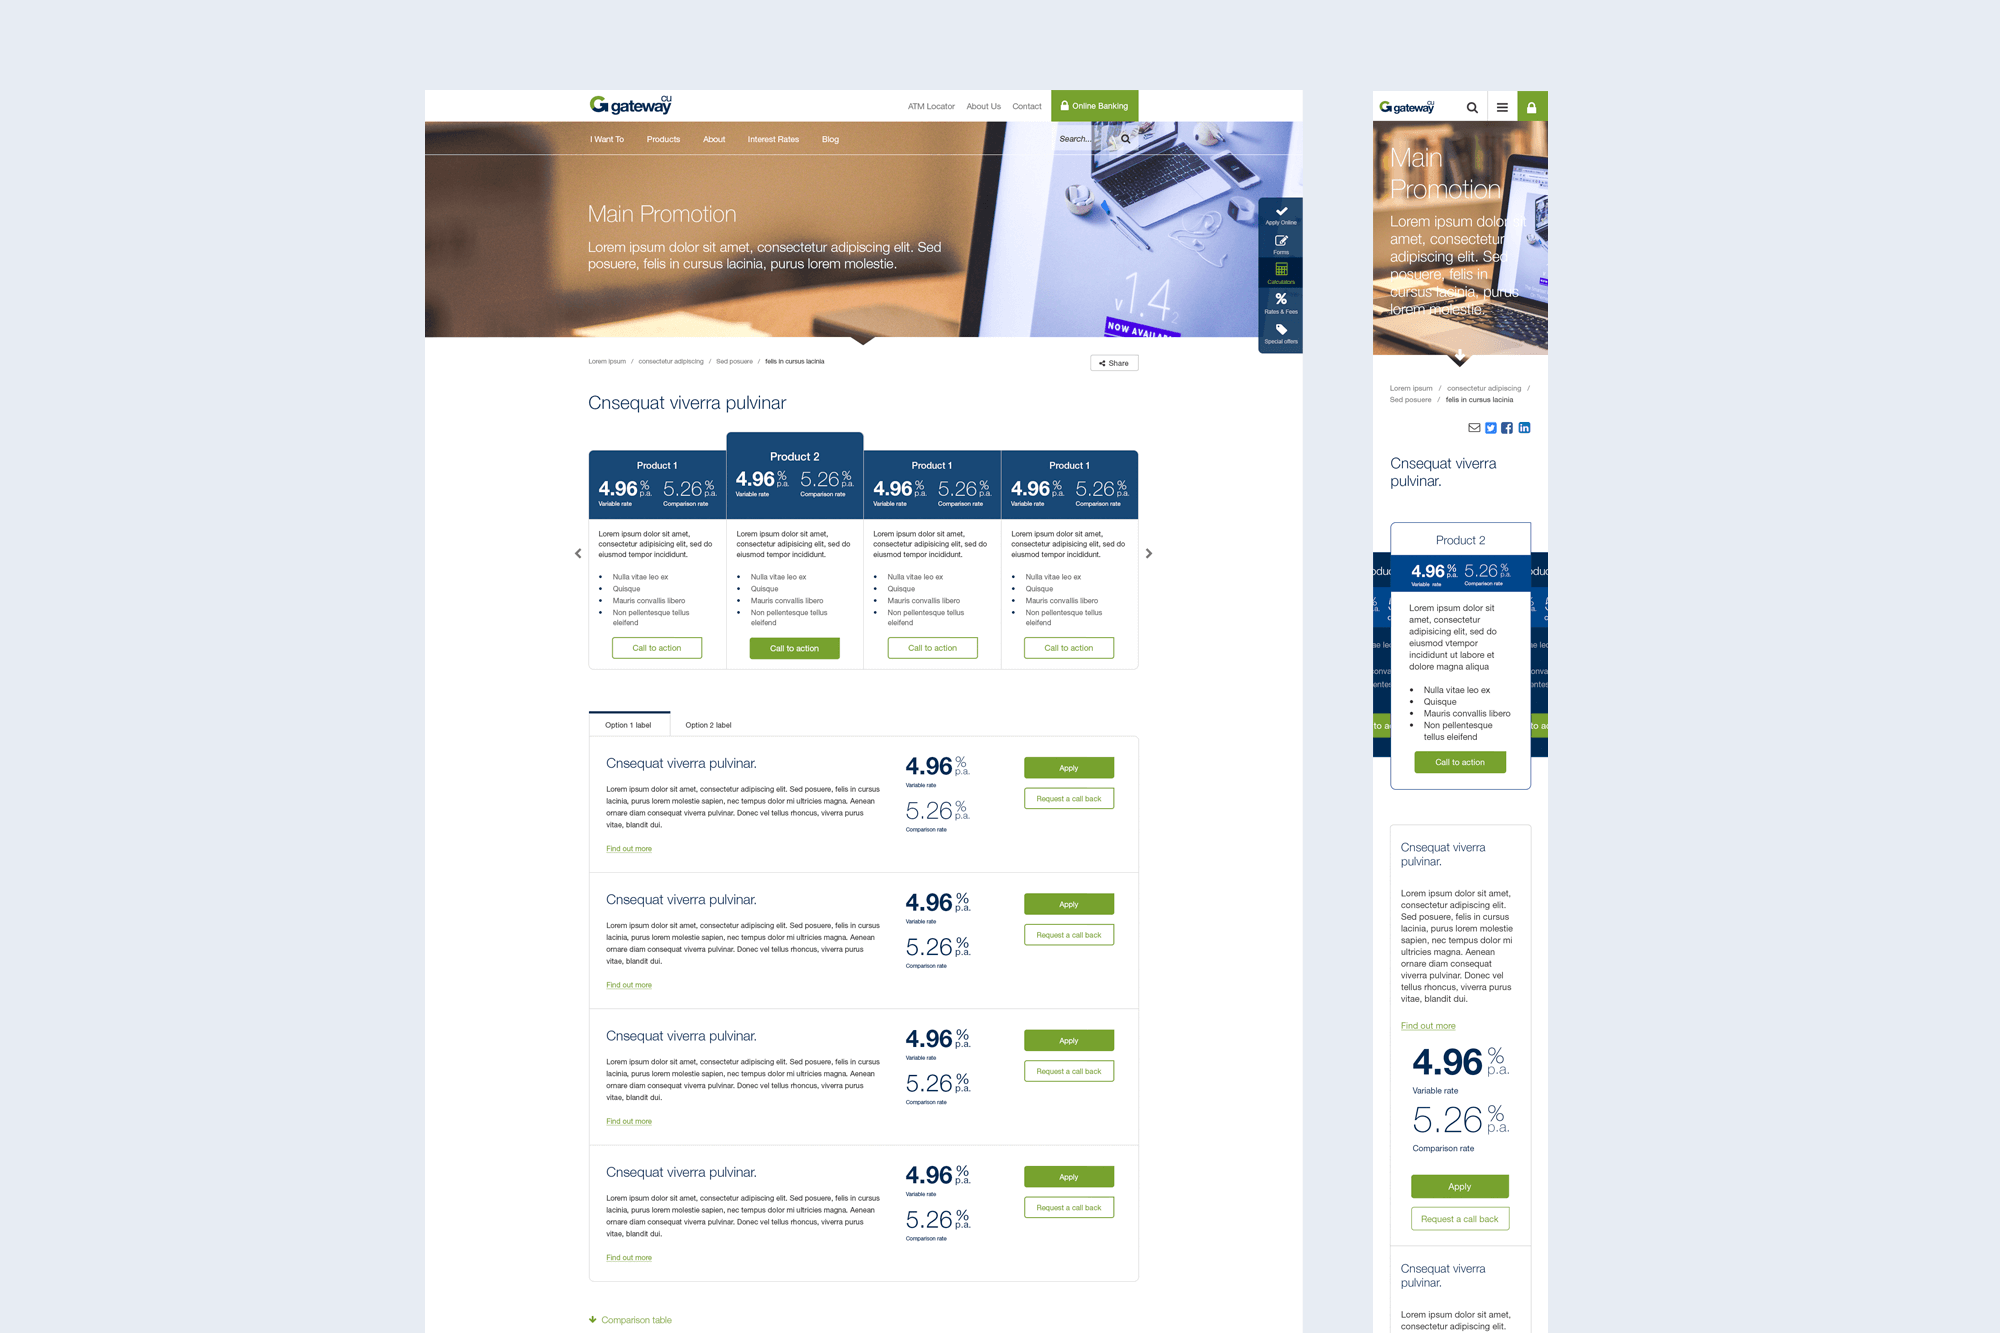 gateway CU
ATM Locator About Us Contact Online Banking
I Want To Products About Interest Rates Blog Search...
Main Promotion
Lorem ipsum dolor sit amet, consectetur adipiscing elit. Sed
posuere, felis in cursus lacinia, purus lorem molestie.
v1.4.2
NOW AVAILABLE
Apply Online
Forms
Calculators
Rates & Fees
Special offers
Lorem ipsum / consectetur adipiscing / Sed posuere / felis in cursus lacinia
Share
Cnsequat viverra pulvinar
Product 1
4.96 % p.a. 5.26 % p.a.
Variable rate Comparison rate
Lorem ipsum dolor sit amet,
consectetur adipisicing elit, sed do
eiusmod tempor incididunt.
• Nulla vitae leo ex
• Quisque
• Mauris convallis libero
• Non pellentesque tellus
eleifend
Call to action
Product 2
4.96 % p.a. 5.26 % p.a.
Variable rate Comparison rate
Lorem ipsum dolor sit amet,
consectetur adipisicing elit, sed do
eiusmod tempor incididunt.
• Nulla vitae leo ex
• Quisque
• Mauris convallis libero
• Non pellentesque tellus
eleifend
Call to action
Product 1
4.96 % p.a. 5.26 % p.a.
Variable rate Comparison rate
Lorem ipsum dolor sit amet,
consectetur adipisicing elit, sed do
eiusmod tempor incididunt.
• Nulla vitae leo ex
• Quisque
• Mauris convallis libero
• Non pellentesque tellus
eleifend
Call to action
Product 1
4.96 % p.a. 5.26 % p.a.
Variable rate Comparison rate
Lorem ipsum dolor sit amet,
consectetur adipisicing elit, sed do
eiusmod tempor incididunt.
• Nulla vitae leo ex
• Quisque
• Mauris convallis libero
• Non pellentesque tellus
eleifend
Call to action
Option 1 label Option 2 label
Cnsequat viverra pulvinar.
Lorem ipsum dolor sit amet, consectetur adipiscing elit. Sed posuere, felis in cursus
lacinia, purus lorem molestie sapien, nec tempus dolor mi ultricies magna. Aenean
ornare diam consequat viverra pulvinar. Donec vel tellus rhoncus, viverra purus
vitae, blandit dui.
Find out more
4.96 % p.a.
Variable rate
5.26 % p.a.
Comparison rate
Apply
Request a call back
Cnsequat viverra pulvinar.
Lorem ipsum dolor sit amet, consectetur adipiscing elit. Sed posuere, felis in cursus
lacinia, purus lorem molestie sapien, nec tempus dolor mi ultricies magna. Aenean
ornare diam consequat viverra pulvinar. Donec vel tellus rhoncus, viverra purus
vitae, blandit dui.
Find out more
4.96 % p.a.
Variable rate
5.26 % p.a.
Comparison rate
Apply
Request a call back
Cnsequat viverra pulvinar.
Lorem ipsum dolor sit amet, consectetur adipiscing elit. Sed posuere, felis in cursus
lacinia, purus lorem molestie sapien, nec tempus dolor mi ultricies magna. Aenean
ornare diam consequat viverra pulvinar. Donec vel tellus rhoncus, viverra purus
vitae, blandit dui.
Find out more
4.96 % p.a.
Variable rate
5.26 % p.a.
Comparison rate
Apply
Request a call back
Cnsequat viverra pulvinar.
Lorem ipsum dolor sit amet, consectetur adipiscing elit. Sed posuere, felis in cursus
lacinia, purus lorem molestie sapien, nec tempus dolor mi ultricies magna. Aenean
ornare diam consequat viverra pulvinar. Donec vel tellus rhoncus, viverra purus
vitae, blandit dui.
Find out more
4.96 % p.a.
Variable rate
5.26 % p.a.
Comparison rate
Apply
Request a call back
Comparison table
gateway CU
Main
Promotion
Lorem ipsum dolor sit
amet, consectetur
adipiscing elit. Sed
posuere, felis in
cursus lacinia, purus
lorem molestie.
Lorem ipsum / consectetur adipiscing /
Sed posuere / felis in cursus lacinia
Cnsequat viverra
pulvinar.
Product 2
4.96 % p.a. 5.26 % p.a.
Variable rate Comparison rate
Lorem ipsum dolor sit
amet, consectetur
adipisicing elit, sed do
eiusmod vtempor
incididunt ut labore et
dolore magna aliqua
• Nulla vitae leo ex
• Quisque
• Mauris convallis libero
• Non pellentesque
tellus eleifend
Call to action
Cnsequat viverra
pulvinar.
Lorem ipsum dolor sit amet,
consectetur adipiscing elit.
Sed posuere, felis in cursus
lacinia, purus lorem molestie
sapien, nec tempus dolor mi
ultricies magna. Aenean
ornare diam consequat
viverra pulvinar. Donec vel
tellus rhoncus, viverra purus
vitae, blandit dui.
Find out more
4.96 % p.a.
Variable rate
5.26 % p.a.
Comparison rate
Apply
Request a call back
Cnsequat viverra
pulvinar.
Lorem ipsum dolor sit amet,
consectetur adipiscing elit.